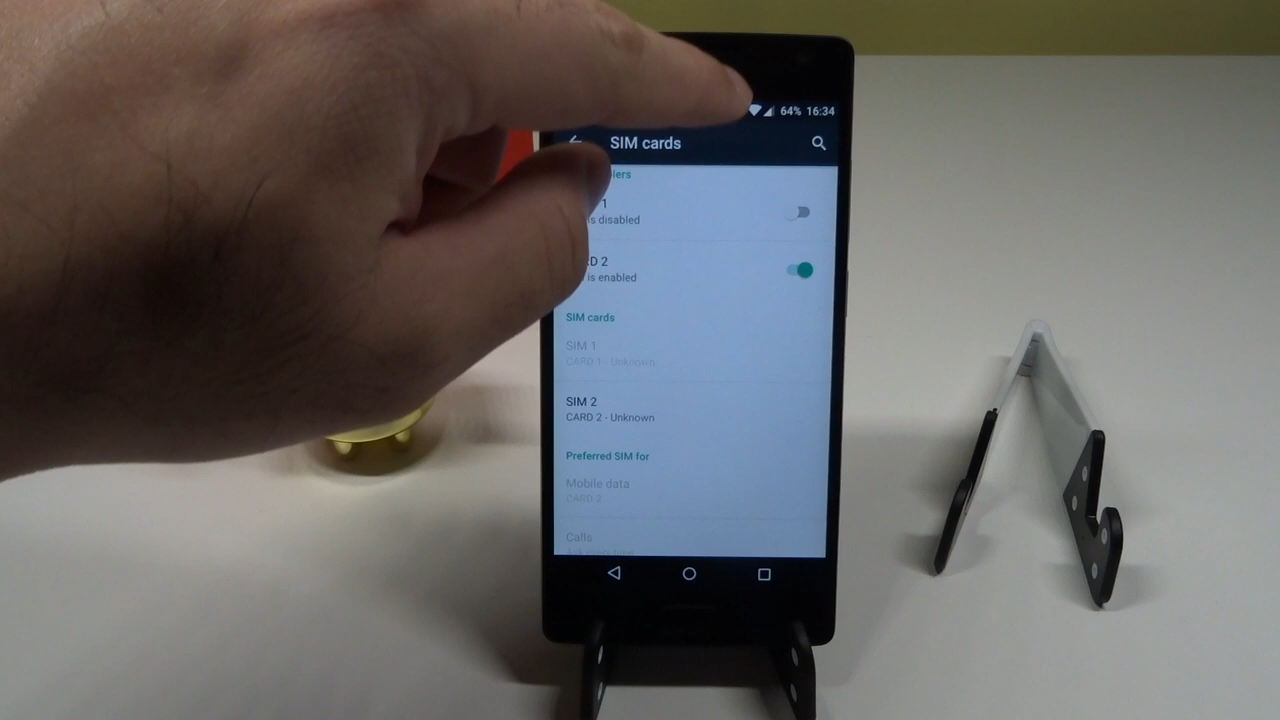 64% 16:34
SIM cards
1
is disabled
2
is enabled
SIM cards
SIM 1
CARD 1 - Unknown
SIM 2
CARD 2 - Unknown
Preferred SIM for
Mobile data
CARD 2
Calls